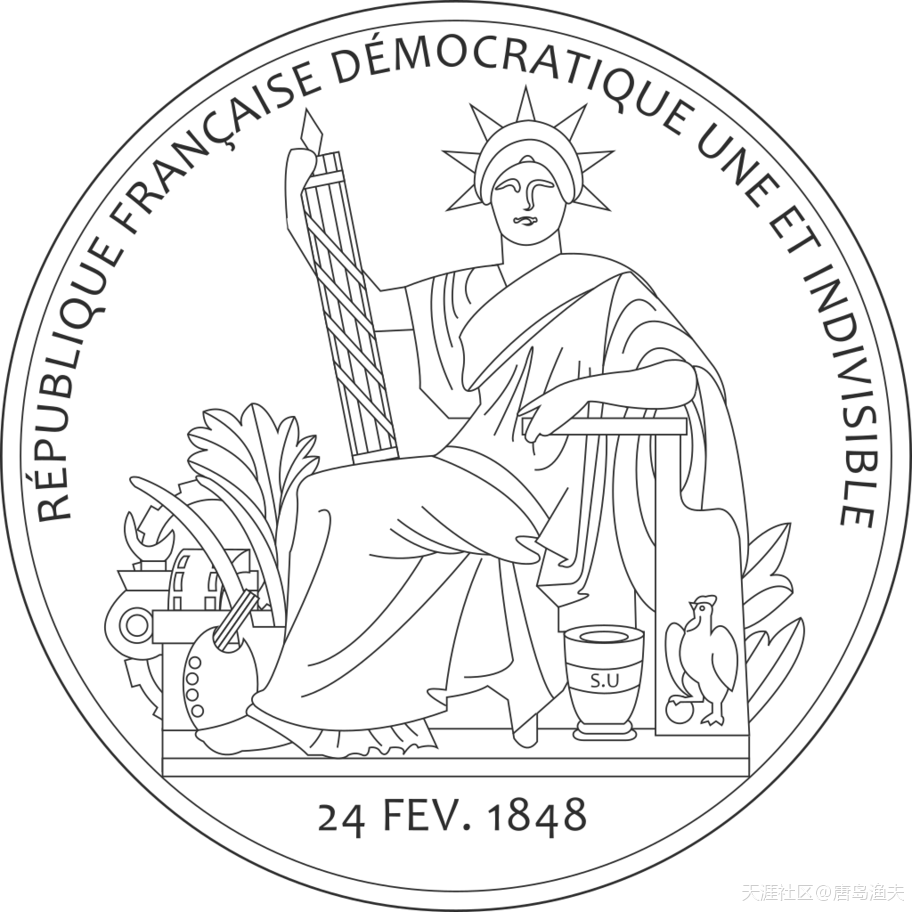 RÉPUBLIQUE FRANÇAISE DÉMOCRATIQUE UNE ET INDIVISIBLE
S.U
24 FEV. 1848
天涯社区@唐岛渔夫